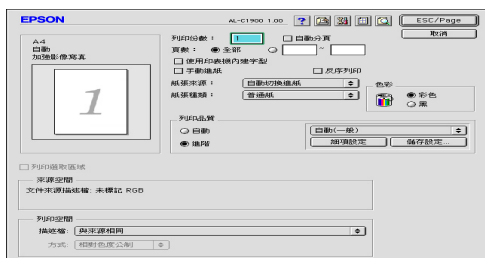 EPSON AL-C1900 1.00 ? ESC/Page
取消
A4
自動
加強影像寫真
1
列印份數： 1 自動分頁
頁數： 全部 ~
使用印表機內建字型
手動進紙 反序列印
紙張來源： 自動切換進紙
紙張種類： 普通紙
色彩
彩色
黑
列印品質
自動 自動(一般)
進階 細項設定 儲存設定...
列印選取區域
來源空間
文件來源描述檔: 未標記 RGB
列印空間
描述檔: 與來源相同
方式: 相對色度公制